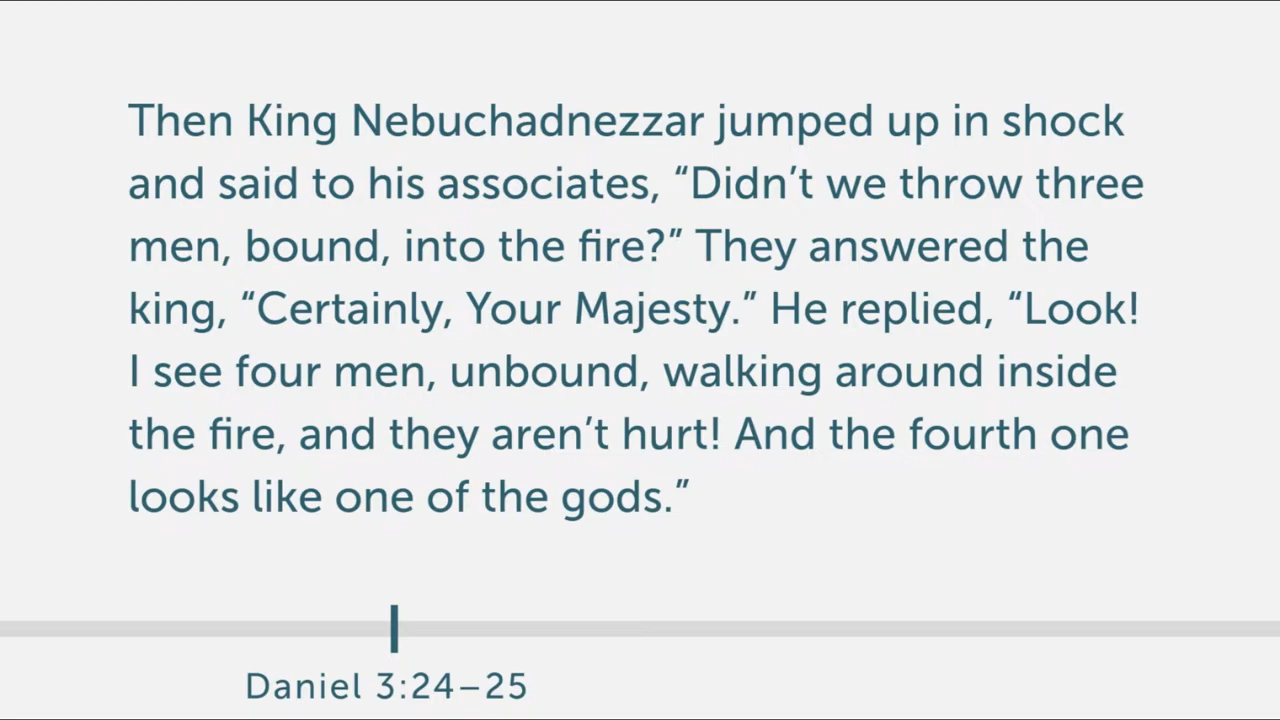 Then King Nebuchadnezzar jumped up in shock
and said to his associates, “Didn’t we throw three
men, bound, into the fire?” They answered the
king, “Certainly, Your Majesty.” He replied, “Look!
I see four men, unbound, walking around inside
the fire, and they aren’t hurt! And the fourth one
looks like one of the gods.”
Daniel 3:24–25